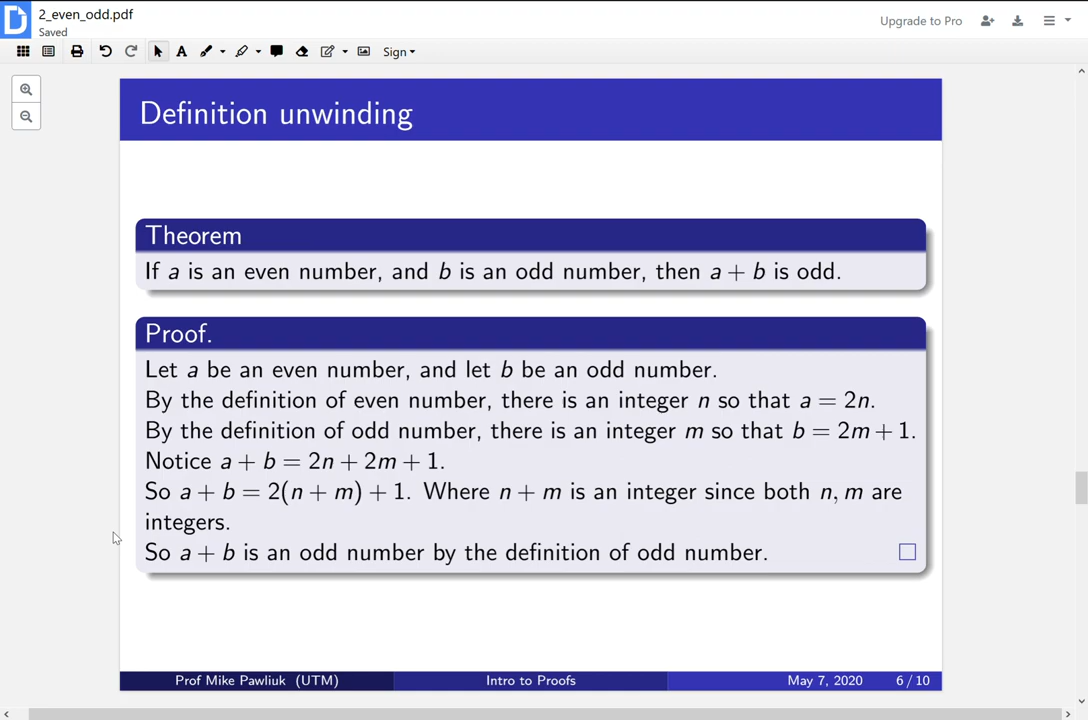 2_even_odd.pdf
Saved
Upgrade to Pro
A
Sign
Definition unwinding
Theorem
If a is an even number, and b is an odd number, then a + b is odd.
Proof.
Let a be an even number, and let b be an odd number.
By the definition of even number, there is an integer n so that a = 2n.
By the definition of odd number, there is an integer m so that b = 2m + 1.
Notice a + b = 2n + 2m + 1.
So a + b = 2(n + m) + 1. Where n + m is an integer since both n, m are
integers.
So a + b is an odd number by the definition of odd number. □
Prof Mike Pawliuk (UTM) Intro to Proofs May 7, 2020 6 / 10